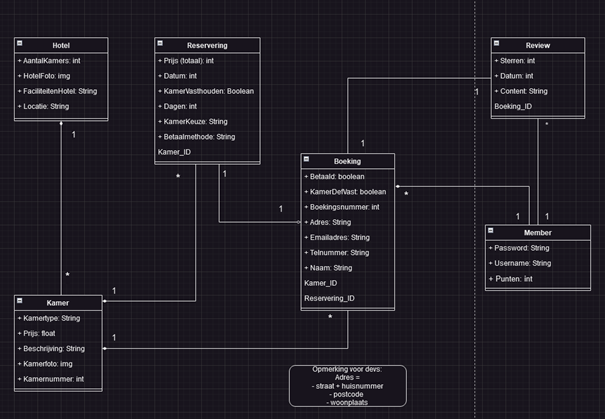 Hotel
+ AantalKamers: int
+ HotelFoto: img
+ FaciliteitenHotel: String
+ Locatie: String
1
*
Reservering
+ Prijs (totaal): int
+ Datum: int
+ KamerVasthouden: Boolean
+ Dagen: int
+ KamerKeuze: String
+ Betaalmethode: String
Kamer_ID
*
1
1
1
Boeking
+ Betaald: boolean
+ KamerDefVast: boolean
+ Boekingsnummer: int
+ Adres: String
+ Emailadres: String
+ Telnummer: String
+ Naam: String
Kamer_ID
Reservering_ID
1
*
*
Review
+ Sterren: int
+ Datum: int
+ Content: String
Boeking_ID
1
*
1
1
Member
+ Password: String
+ Username: String
+ Punten: int
Kamer
+ Kamertype: String
+ Prijs: float
+ Beschrijving: String
+ Kamerfoto: img
+ Kamernummer: int
1
1
Opmerking voor devs:
Adres =
- straat + huisnummer
- postcode
- woonplaats